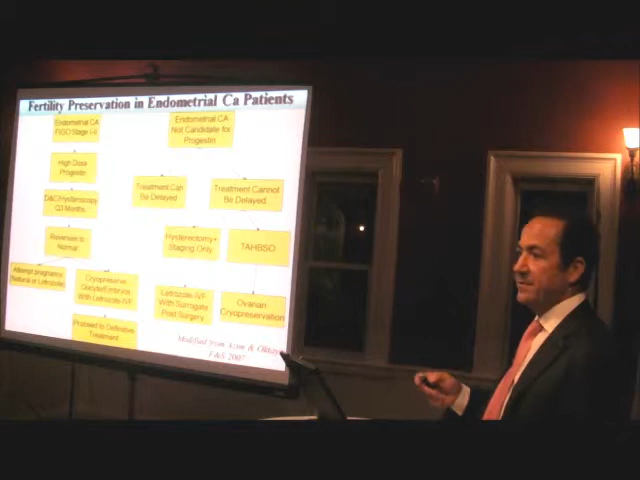 Fertility Preservation in Endometrial Ca Patients
Endometrial CA
FIGO Stage
Endometrial CA
Not Candidate for
Progestin
High Dose
Progestin
Treatment Can
Be Delayed
Treatment Cannot
Be Delayed
D&C/Hysteroscopy
Q3 Months
Reversion to
Normal
Hysterectomy+
Staging Only
TAHBSO
Attempt pregnancy
Natural or Letrozole
Cryopreserve
Oocyte/Embryos
With Letrozole-IVF
Letrozole-IVF
With Surrogate
Post Surgery
Ovarian
Cryopreservation
Proceed to Definitive
Treatment
Modified from Azim & Oktay
F&S 2007